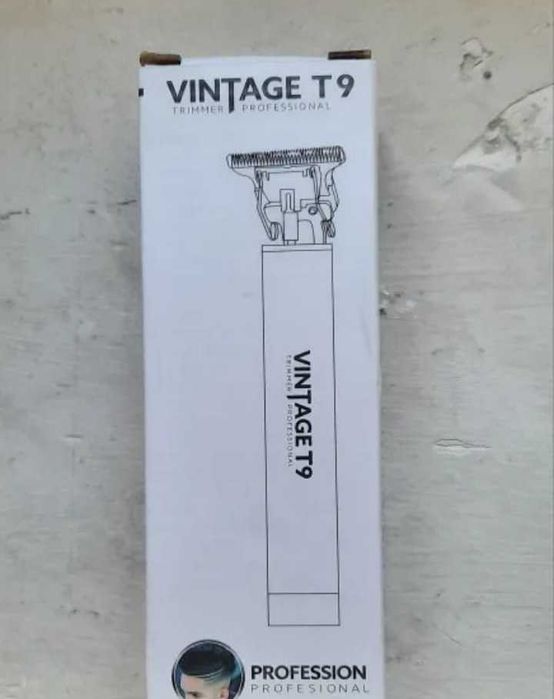 VINTAGE T9
TRIMMER PROFESSIONAL
VINTAGE T9
TRIMMER PROFESSIONAL
PROFESSION
PROFESIONAL